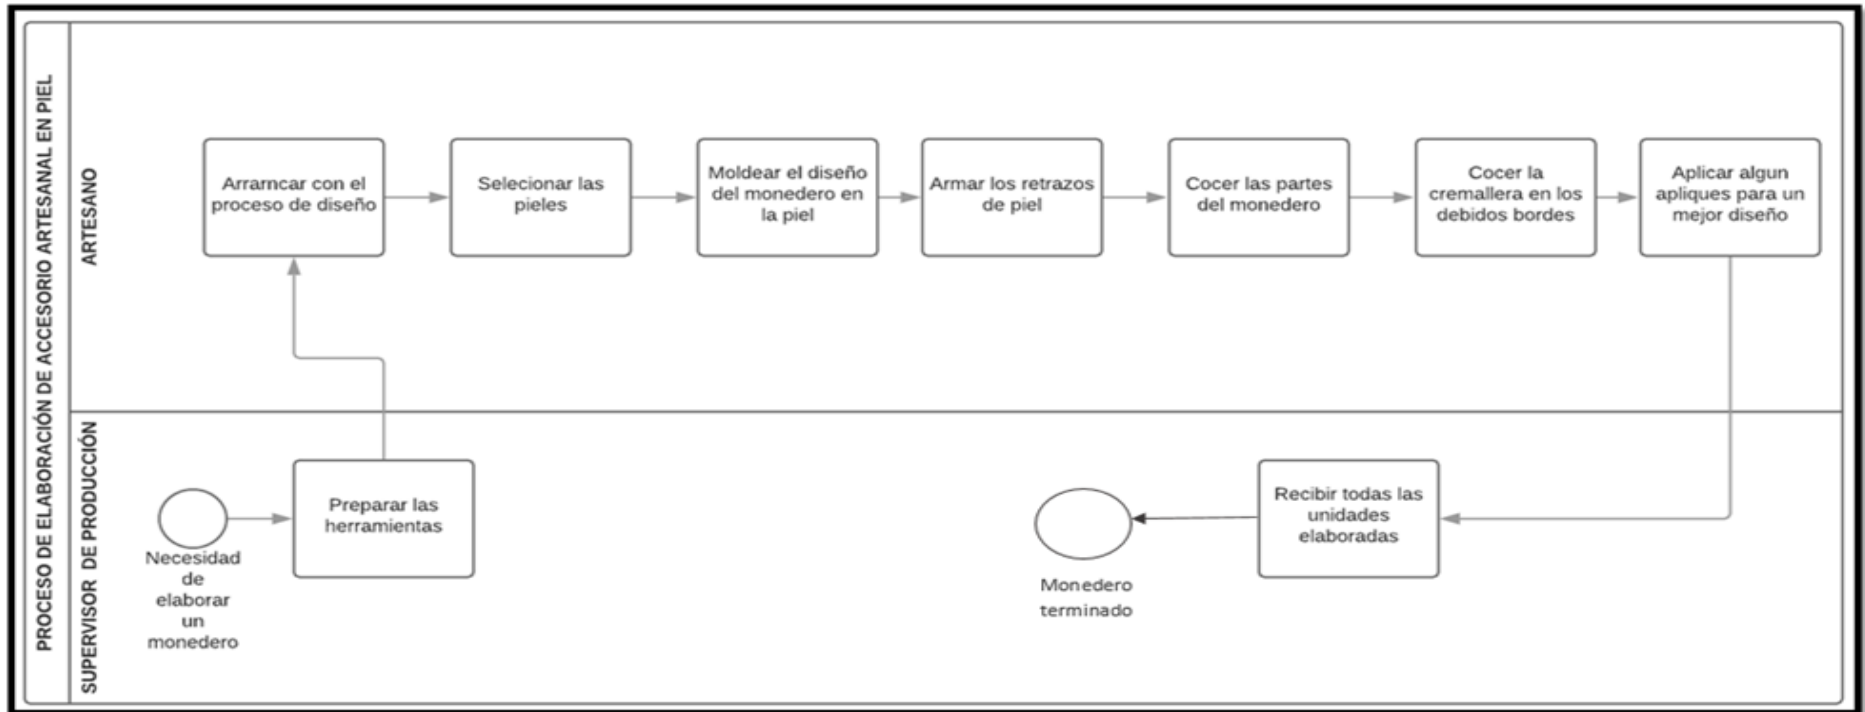 PROCESO DE ELABORACIÓN DE ACCESORIO ARTESANAL EN PIEL
ARTESANO
Arrarncar con el
proceso de diseño
Selecionar las
pieles
Moldear el diseño
del monedero en
la piel
Armar los retrazos
de piel
Cocer las partes
del monedero
Cocer la
cremallera en los
debidos bordes
Aplicar algun
apliques para un
mejor diseño
SUPERVISOR DE PRODUCCIÓN
Necesidad
de
elaborar
un
monedero
Preparar las
herramientas
Monedero
terminado
Recibir todas las
unidades
elaboradas